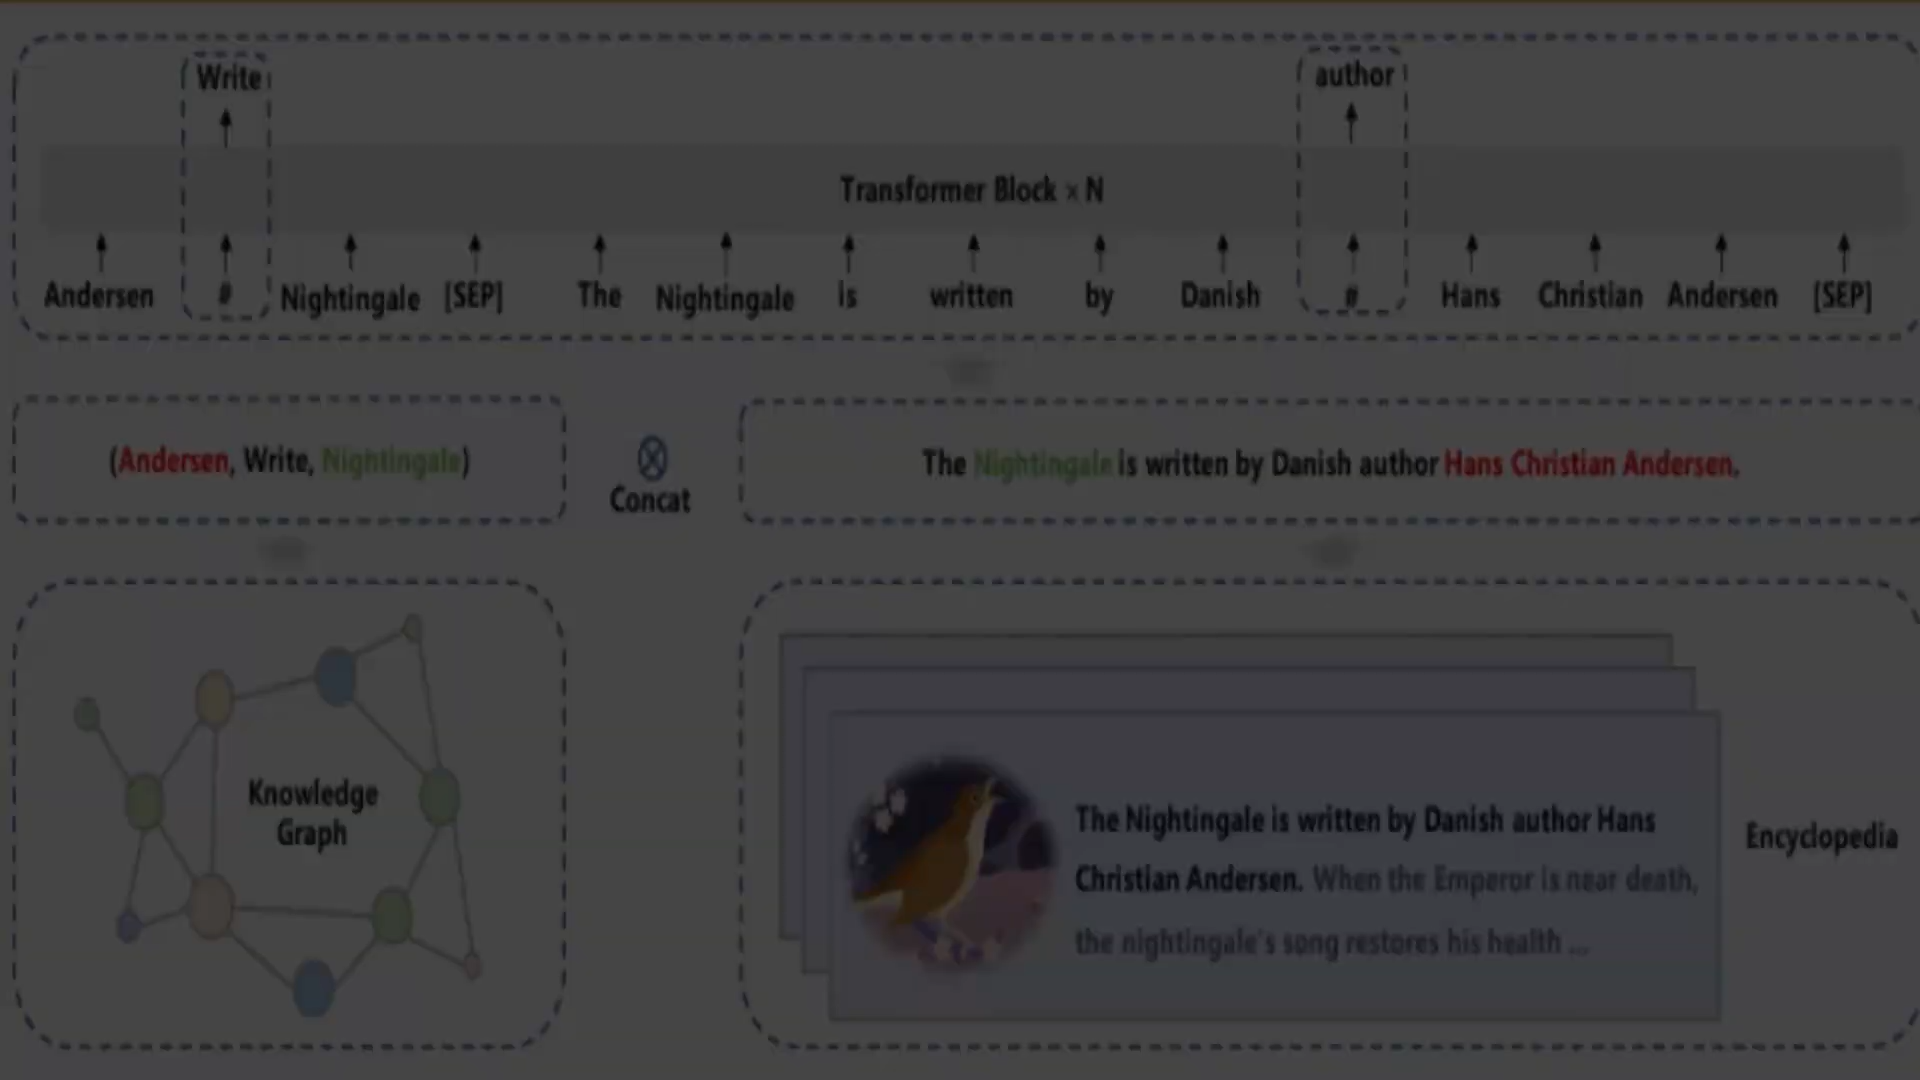 Write author
Transformer Block × N
Andersen # Nightingale [SEP] The Nightingale is written by Danish # Hans Christian Andersen [SEP]
(Andersen, Write, Nightingale)
Concat
The Nightingale is written by Danish author Hans Christian Andersen.
Knowledge
Graph
The Nightingale is written by Danish author Hans
Christian Andersen. When the Emperor is near death,
the nightingale's song restores his health ...
Encyclopedia